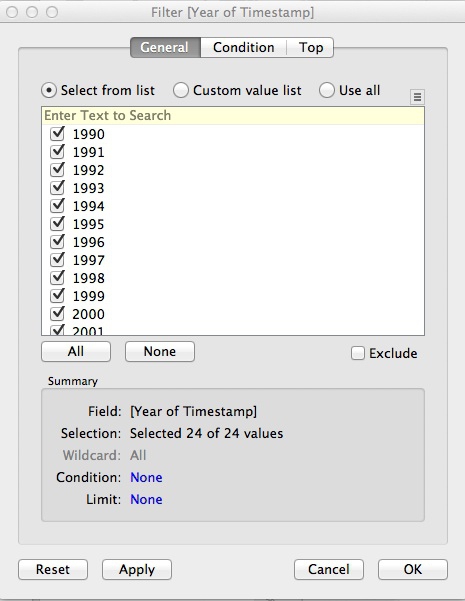 Filter [Year of Timestamp]
General Condition Top
Select from list Custom value list Use all
Enter Text to Search
1990
1991
1992
1993
1994
1995
1996
1997
1998
1999
2000
2001
All None Exclude
Summary
Field: [Year of Timestamp]
Selection: Selected 24 of 24 values
Wildcard: All
Condition: None
Limit: None
Reset Apply Cancel OK